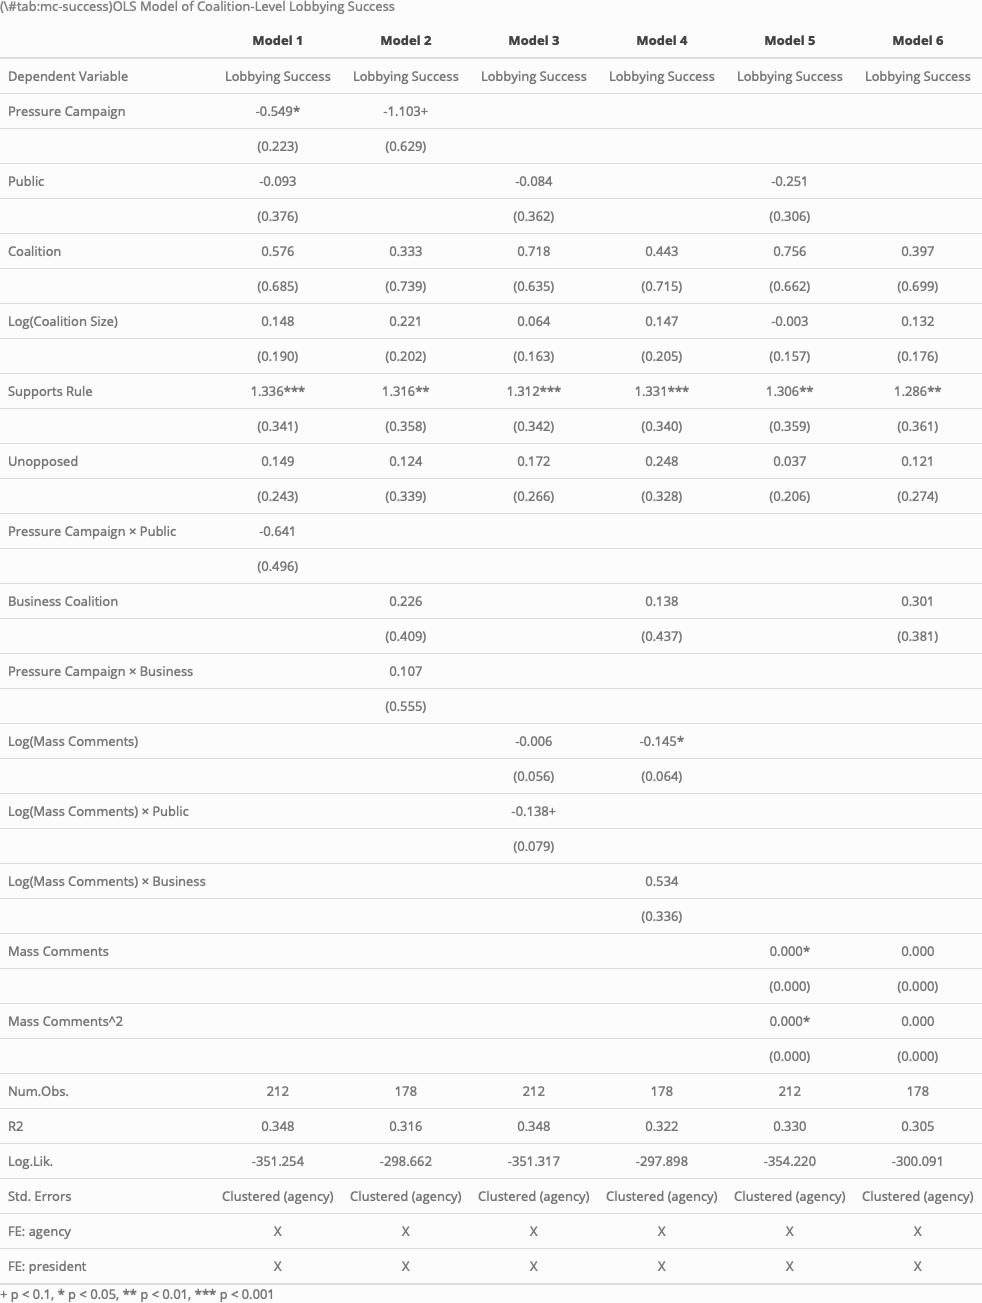 (\#tab:mc-success)OLS Model of Coalition-Level Lobbying Success
Model 1 Model 2 Model 3 Model 4 Model 5 Model 6
Dependent Variable Lobbying Success Lobbying Success Lobbying Success Lobbying Success Lobbying Success Lobbying Success
Pressure Campaign -0.549* -1.103+
(0.223) (0.629)
Public -0.093 -0.084 -0.251
(0.376) (0.362) (0.306)
Coalition 0.576 0.333 0.718 0.443 0.756 0.397
(0.685) (0.739) (0.635) (0.715) (0.662) (0.699)
Log(Coalition Size) 0.148 0.221 0.064 0.147 -0.003 0.132
(0.190) (0.202) (0.163) (0.205) (0.157) (0.176)
Supports Rule 1.336*** 1.316** 1.312*** 1.331*** 1.306** 1.286**
(0.341) (0.358) (0.342) (0.340) (0.359) (0.361)
Unopposed 0.149 0.124 0.172 0.248 0.037 0.121
(0.243) (0.339) (0.266) (0.328) (0.206) (0.274)
Pressure Campaign × Public -0.641
(0.496)
Business Coalition 0.226 0.138 0.301
(0.409) (0.437) (0.381)
Pressure Campaign × Business 0.107
(0.555)
Log(Mass Comments) -0.006 -0.145*
(0.056) (0.064)
Log(Mass Comments) × Public -0.138+
(0.079)
Log(Mass Comments) × Business 0.534
(0.336)
Mass Comments 0.000* 0.000
(0.000) (0.000)
Mass Comments^2 0.000* 0.000
(0.000) (0.000)
Num.Obs. 212 178 212 178 212 178
R2 0.348 0.316 0.348 0.322 0.330 0.305
Log.Lik. -351.254 -298.662 -351.317 -297.898 -354.220 -300.091
Std. Errors Clustered (agency) Clustered (agency) Clustered (agency) Clustered (agency) Clustered (agency) Clustered (agency)
FE: agency X X X X X X
FE: president X X X X X X
+ p < 0.1, * p < 0.05, ** p < 0.01, *** p < 0.001